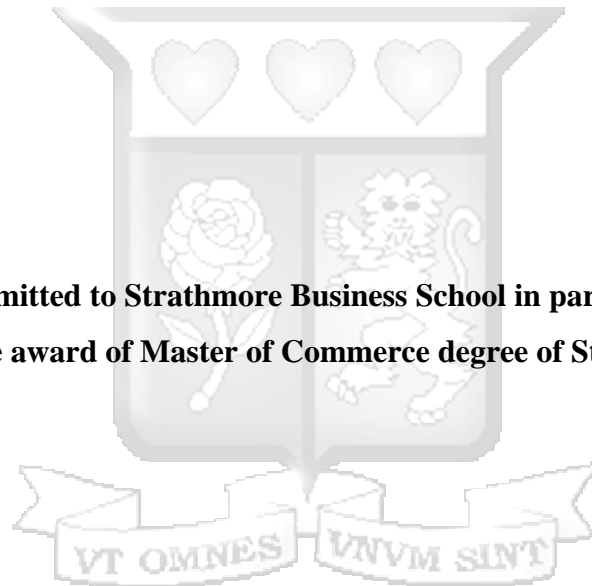 mitted to Strathmore Business School in par
e award of Master of Commerce degree of St
VT OMNES VNVM SINT